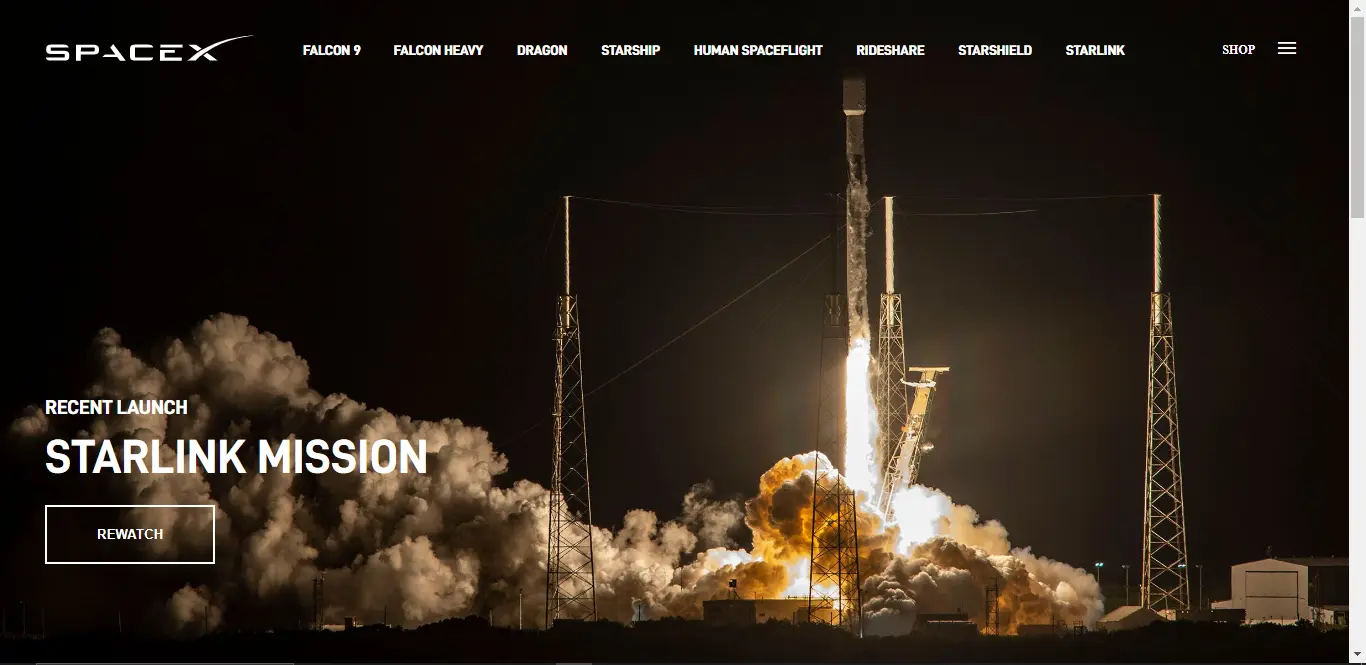 SPACEX FALCON 9 FALCON HEAVY DRAGON STARSHIP HUMAN SPACEFLIGHT RIDESHARE STARSHIELD STARLINK SHOP
RECENT LAUNCH
STARLINK MISSION
REWATCH